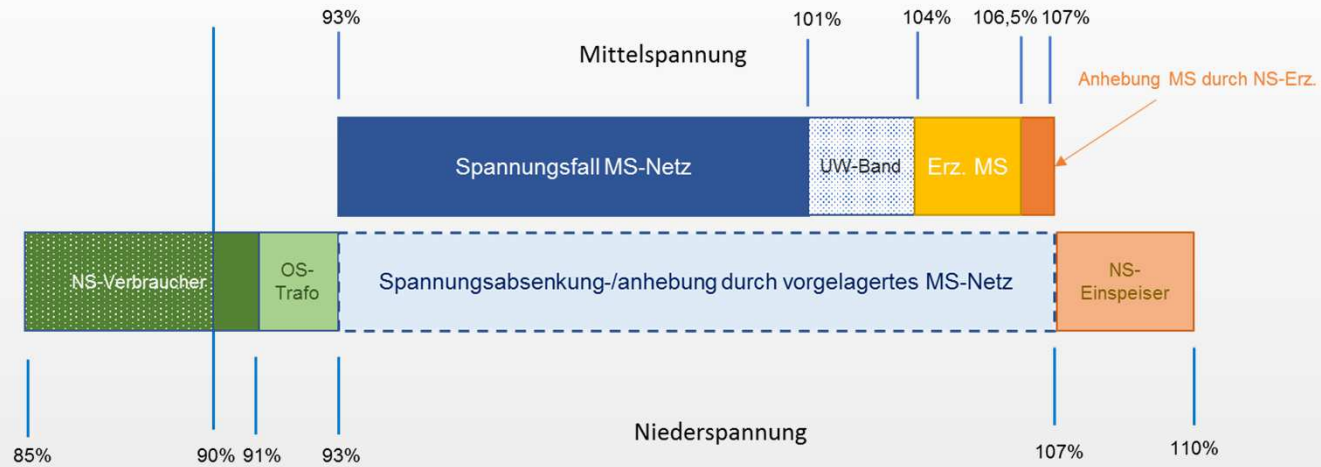 93%
101%
104%
106,5%
107%
Mittelspannung
Anhebung MS durch NS-Erz.
Spannungsfall MS-Netz
UW-Band
Erz. MS
NS-Verbraucher
OS-
Trafo
Spannungsabsenkung-/anhebung durch vorgelagertes MS-Netz
NS-
Einspeiser
Niederspannung
85%
90%
91%
93%
107%
110%